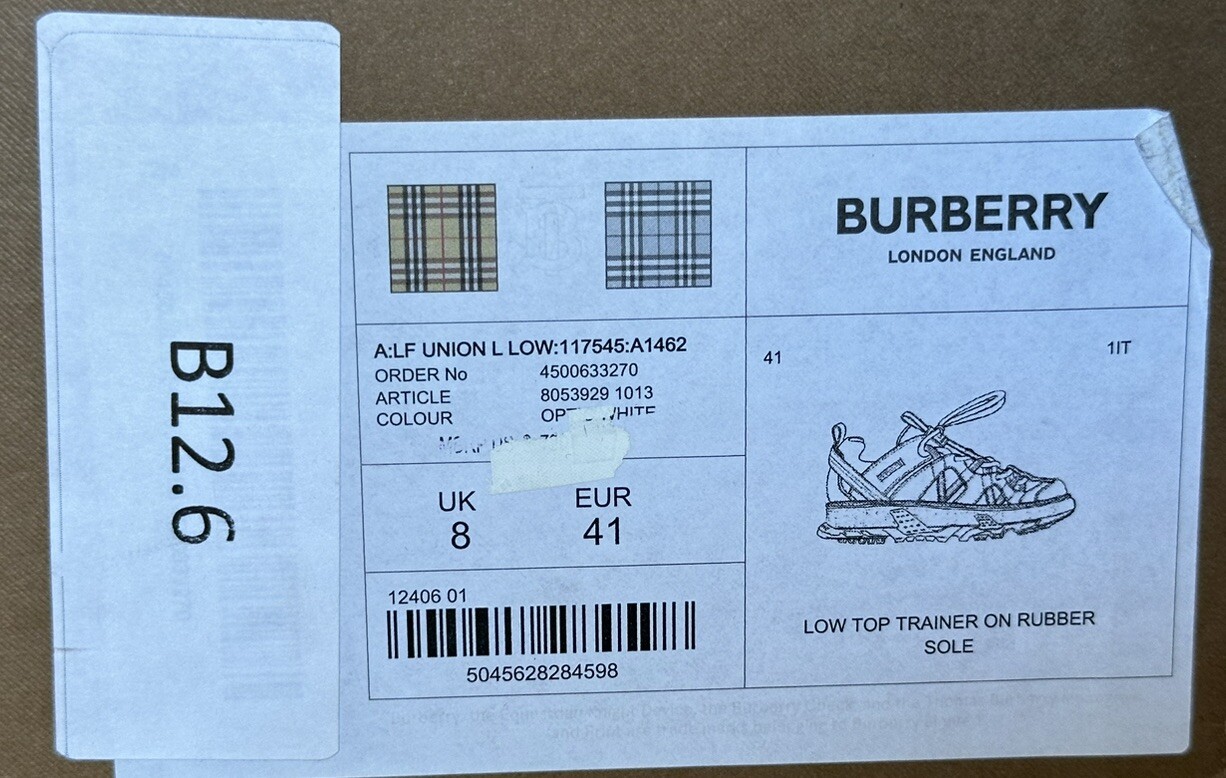 B12.6
BURBERRY
LONDON ENGLAND
A:LF UNION L LOW:117545:A1462
ORDER No 4500633270
ARTICLE 8053929 1013
COLOUR WHITE
UK EUR
8 41
12406 01
5045628284598
41 1IT
LOW TOP TRAINER ON RUBBER
SOLE